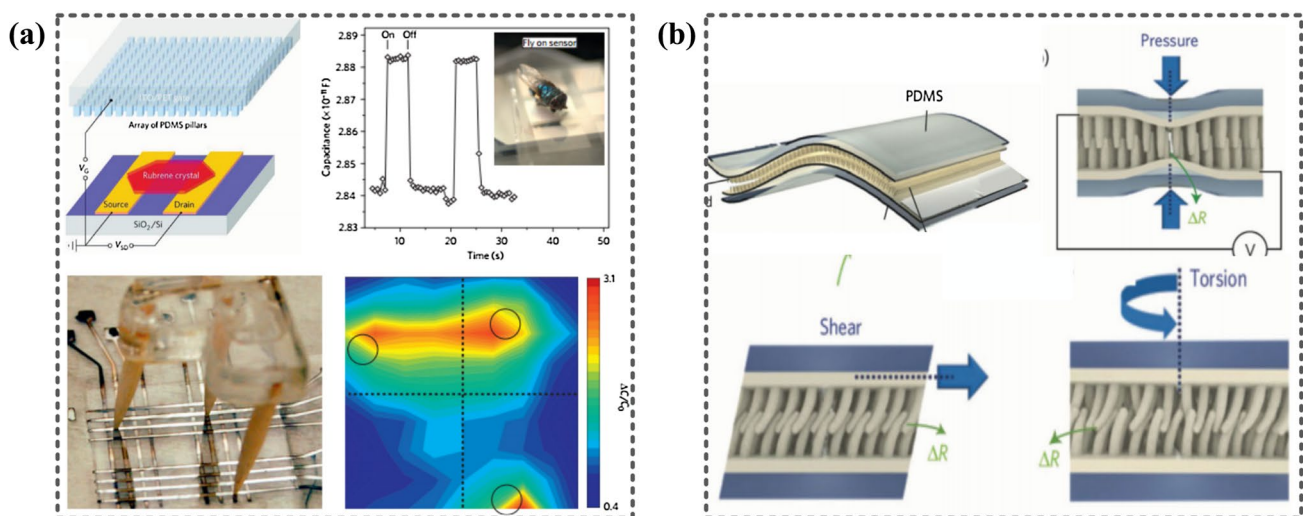 (a)
Array of PDMS pillars
V_G
Rubrene crystal
Source
Drain
SiO2/Si
V_SD
2.89
2.88
2.87
2.86
2.85
2.84
2.83
Capacitance (× 10⁻¹¹ F)
On
Off
Fly on sensor
10
20
30
40
50
Time (s)
3.1
0.4
(b)
PDMS
d
)
Pressure
ΔR
V
Shear
ΔR
Torsion
ΔR